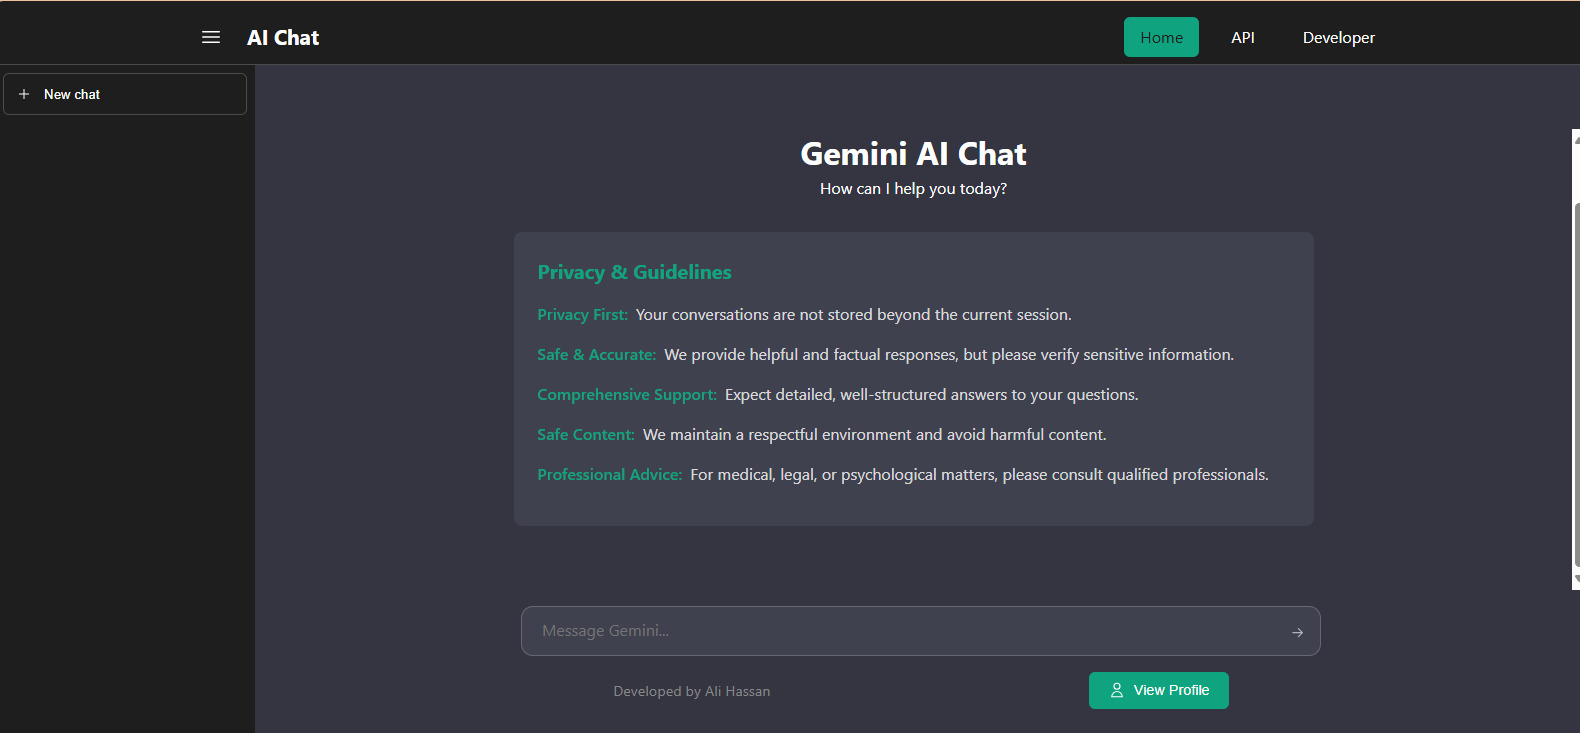 AI Chat
Home
API
Developer
New chat
Gemini AI Chat
How can I help you today?
Privacy & Guidelines
Privacy First: Your conversations are not stored beyond the current session.
Safe & Accurate: We provide helpful and factual responses, but please verify sensitive information.
Comprehensive Support: Expect detailed, well-structured answers to your questions.
Safe Content: We maintain a respectful environment and avoid harmful content.
Professional Advice: For medical, legal, or psychological matters, please consult qualified professionals.
Message Gemini...
Developed by Ali Hassan
View Profile